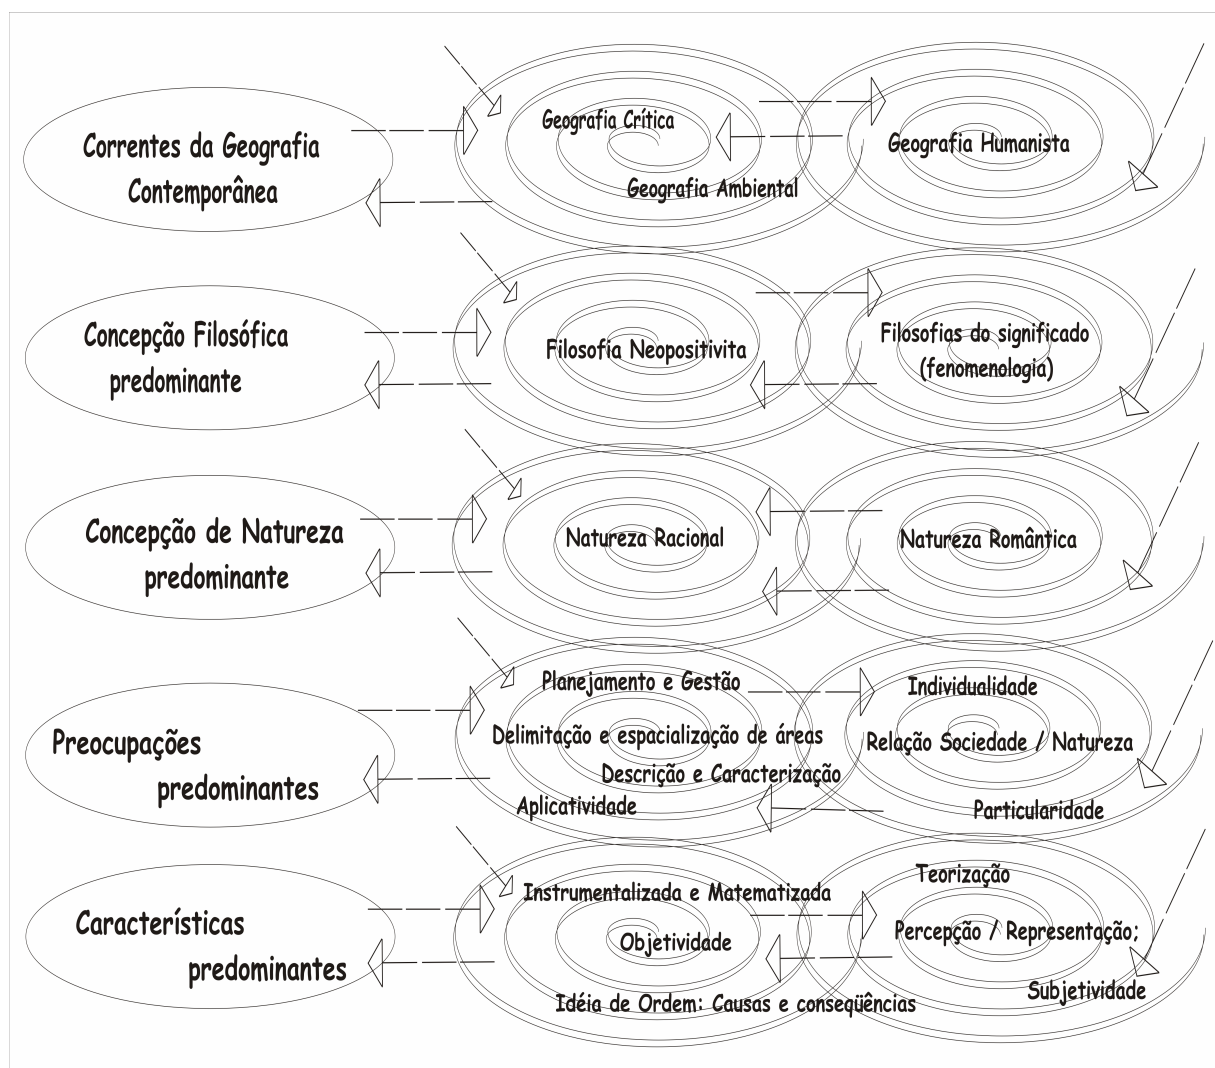 Correntes da Geografia
Contemporânea
Geografia Crítica
Geografia Ambiental
Geografia Humanista
Concepção Filosófica
predominante
Filosofia Neopositivita
Filosofias do significado
(fenomenologia)
Concepção de Natureza
predominante
Natureza Racional
Natureza Romântica
Preocupações
predominantes
Planejamento e Gestão
Delimitação e espacialização de áreas
Descrição e Caracterização
Aplicatividade
Individualidade
Relação Sociedade / Natureza
Particularidade
Características
predominantes
Instrumentalizada e Matematizada
Objetividade
Idéia de Ordem: Causas e conseqüências
Teorização
Percepção / Representação;
Subjetividade